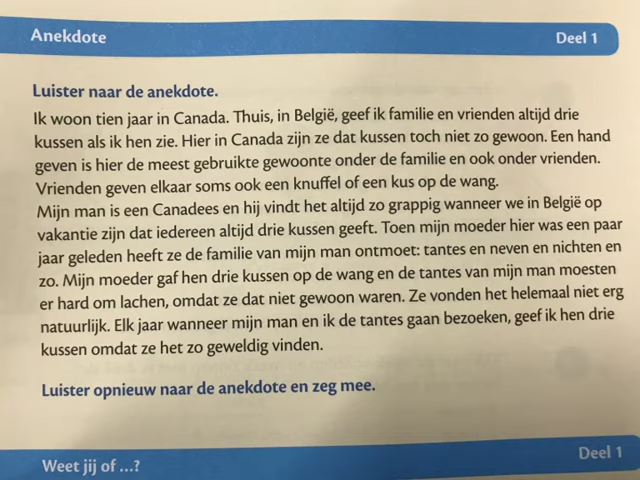 Anekdote
Deel 1
Luister naar de anekdote.
Ik woon tien jaar in Canada. Thuis, in België, geef ik familie en vrienden altijd drie
kussen als ik hen zie. Hier in Canada zijn ze dat kussen toch niet zo gewoon. Een hand
geven is hier de meest gebruikte gewoonte onder de familie en ook onder vrienden.
Vrienden geven elkaar soms ook een knuffel of een kus op de wang.
Mijn man is een Canadees en hij vindt het altijd zo grappig wanneer we in België op
vakantie zijn dat iedereen altijd drie kussen geeft. Toen mijn moeder hier was een paar
jaar geleden heeft ze de familie van mijn man ontmoet: tantes en neven en nichten en
zo. Mijn moeder gaf hen drie kussen op de wang en de tantes van mijn man moesten
er hard om lachen, omdat ze dat niet gewoon waren. Ze vonden het helemaal niet erg
natuurlijk. Elk jaar wanneer mijn man en ik de tantes gaan bezoeken, geef ik hen drie
kussen omdat ze het zo geweldig vinden.
Luister opnieuw naar de anekdote en zeg mee.
Weet jij of ...?
Deel 1